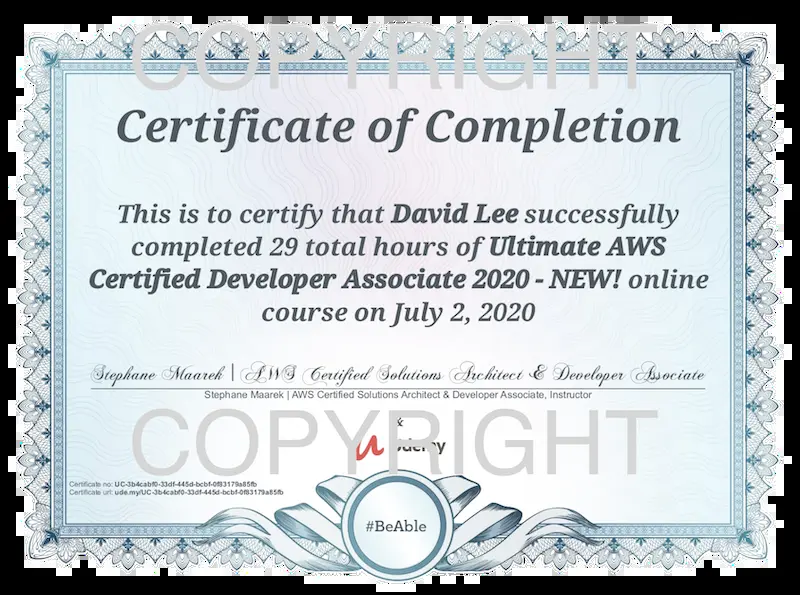 COPYRIGHT
Certificate of Completion
This is to certify that David Lee successfully
completed 29 total hours of Ultimate AWS
Certified Developer Associate 2020 - NEW! online
course on July 2, 2020
Stephane Maarek | AWS Certified Solutions Architect & Developer Associate
Stephane Maarek | AWS Certified Solutions Architect & Developer Associate, Instructor
&
COPYRIGHT
udemy
Certificate no: UC-3b4cabf0-33df-445d-bcbf-0f83179a85fb
Certificate url: ude.my/UC-3b4cabf0-33df-445d-bcbf-0f83179a85fb
#BeAble